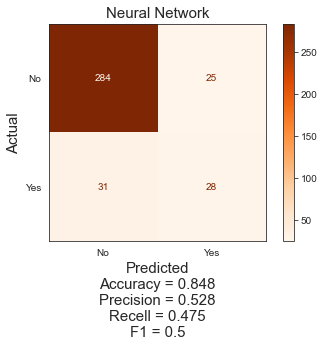 Neural Network
No
284
25
Yes
31
28
Actual
No
Yes
Predicted
Accuracy = 0.848
Precision = 0.528
Recell = 0.475
F1 = 0.5
250
200
150
100
50